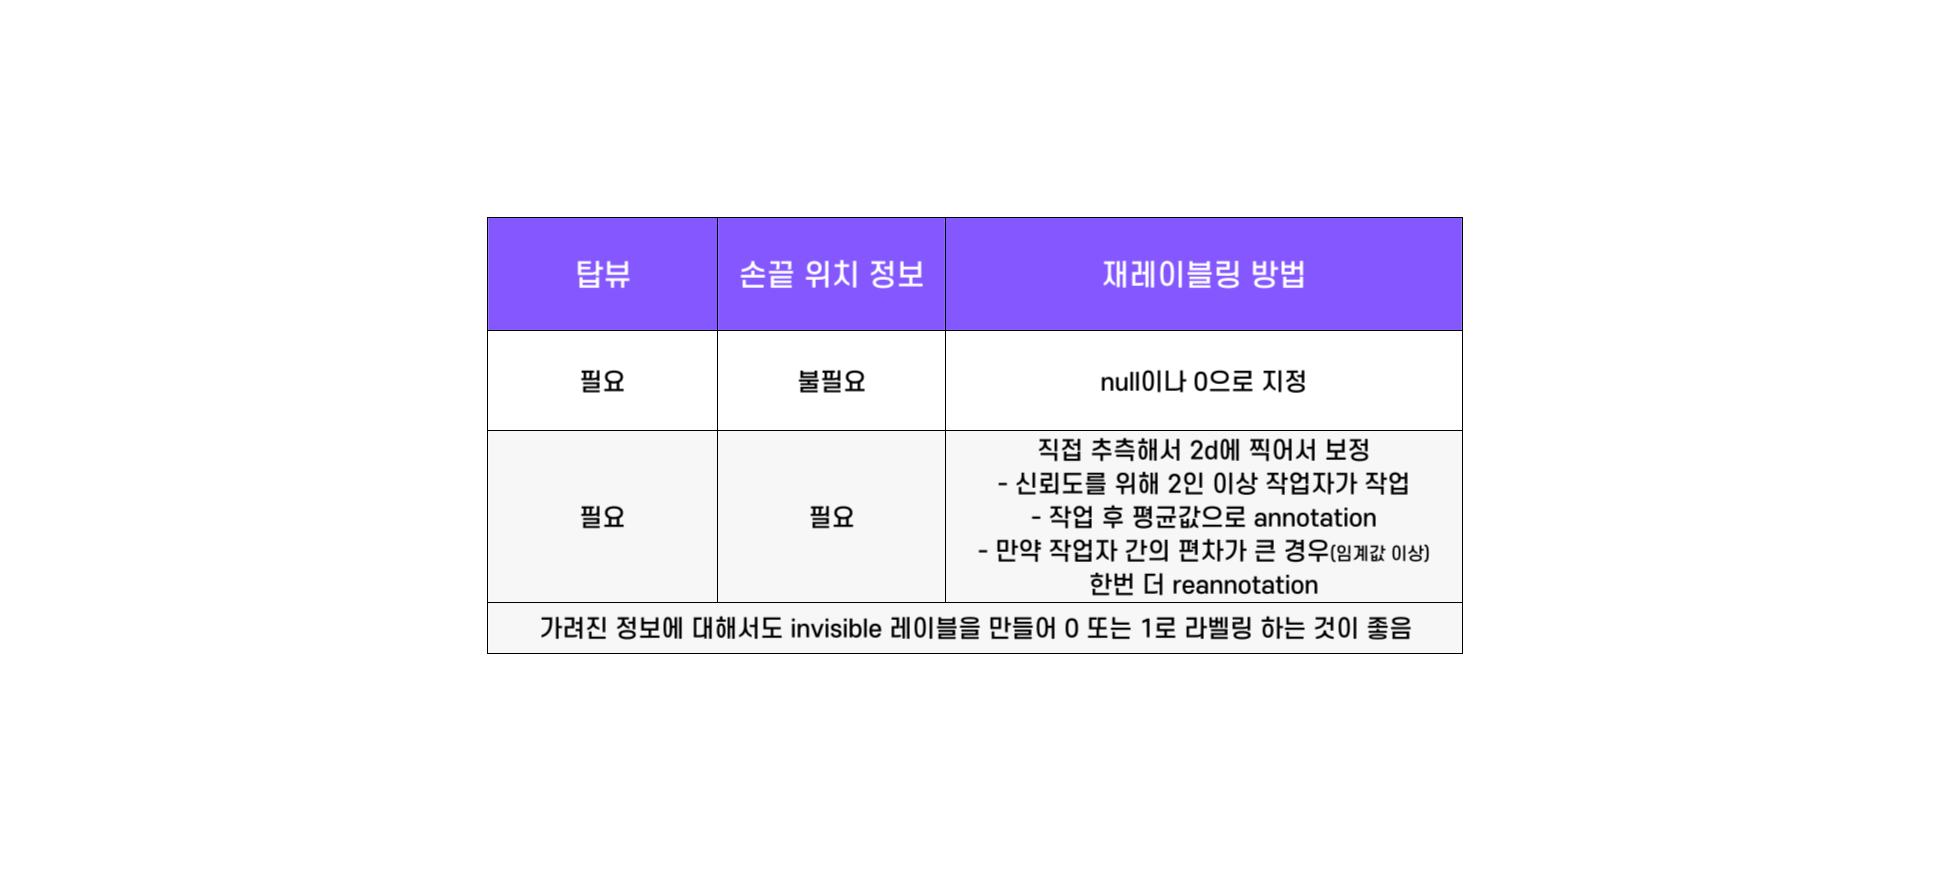 탑뷰 손끝 위치 정보 재레이블링 방법
필요 불필요 null이나 0으로 지정
직접 추측해서 2d에 찍어서 보정
- 신뢰도를 위해 2인 이상 작업자가 작업
필요 필요 - 작업 후 평균값으로 annotation
- 만약 작업자 간의 편차가 큰 경우(임계값 이상)
한번 더 reannotation
가려진 정보에 대해서도 invisible 레이블을 만들어 0 또는 1로 라벨링 하는 것이 좋음